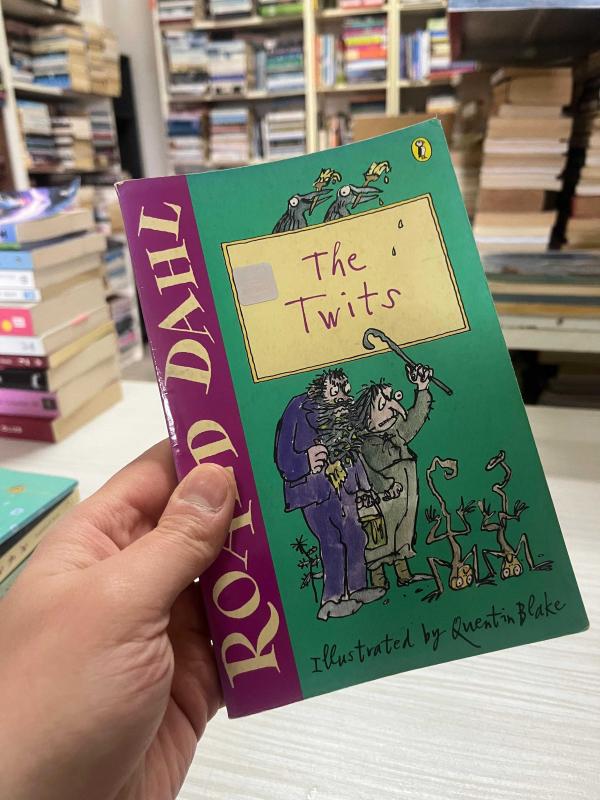 ROALD DAHL
The
Twits
Illustrated by Quentin Blake